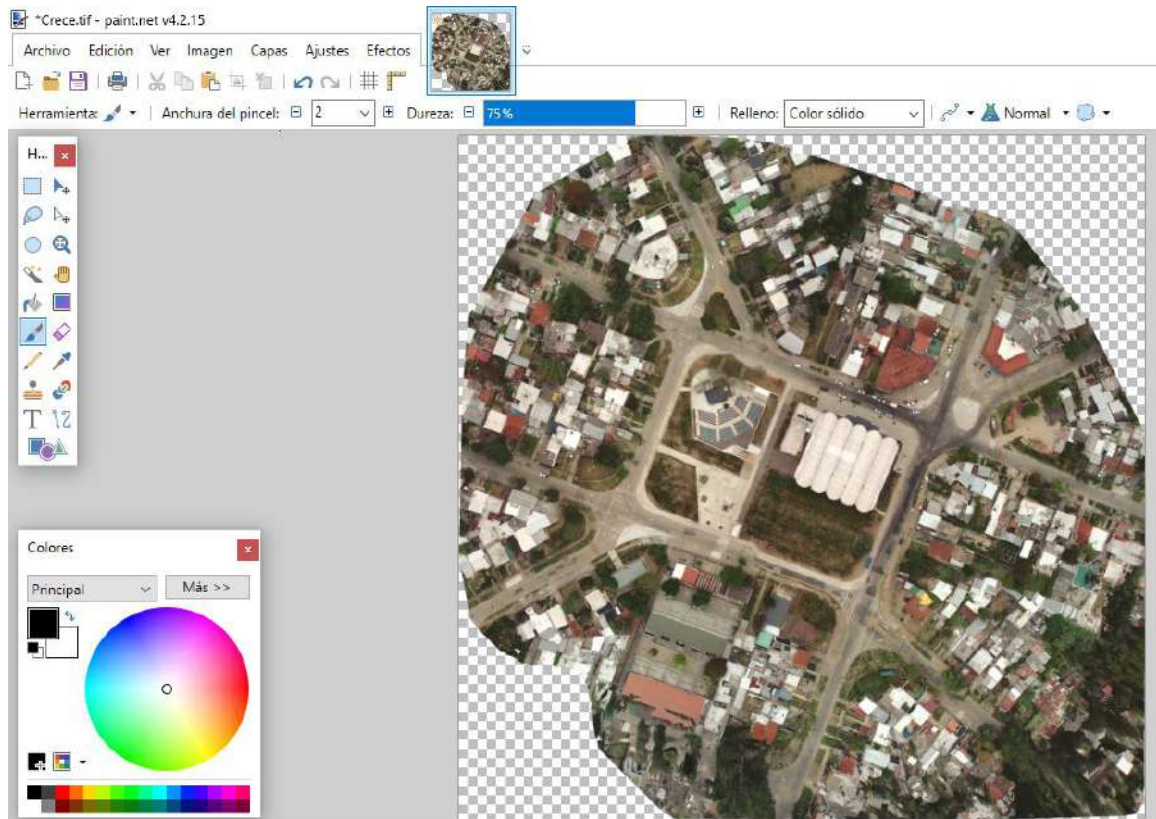 *Crece.tif - paint.net v4.2.15
Archivo Edición Ver Imagen Capas Ajustes Efectos
Herramienta: Anchura del pincel: 2 Dureza: 75% Relleno: Color sólido Normal
H...
Colores
Principal Más >>